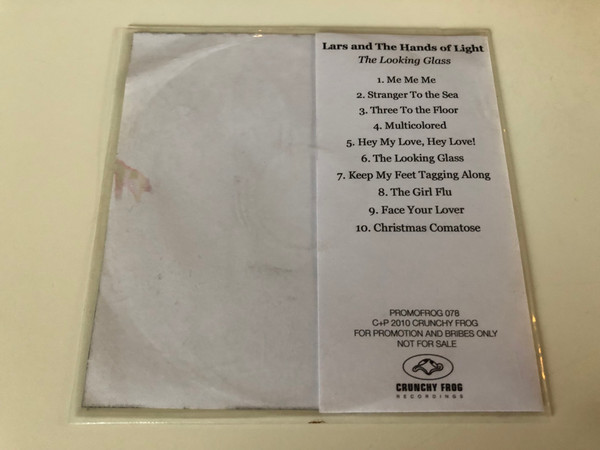 Lars and The Hands of Light
The Looking Glass
1. Me Me Me
2. Stranger To the Sea
3. Three To the Floor
4. Multicolored
5. Hey My Love, Hey Love!
6. The Looking Glass
7. Keep My Feet Tagging Along
8. The Girl Flu
9. Face Your Lover
10. Christmas Comatose
PROMOFROG 078
C+P 2010 CRUNCHY FROG
FOR PROMOTION AND BRIBES ONLY
NOT FOR SALE
CRUNCHY FROG
RECORDINGS